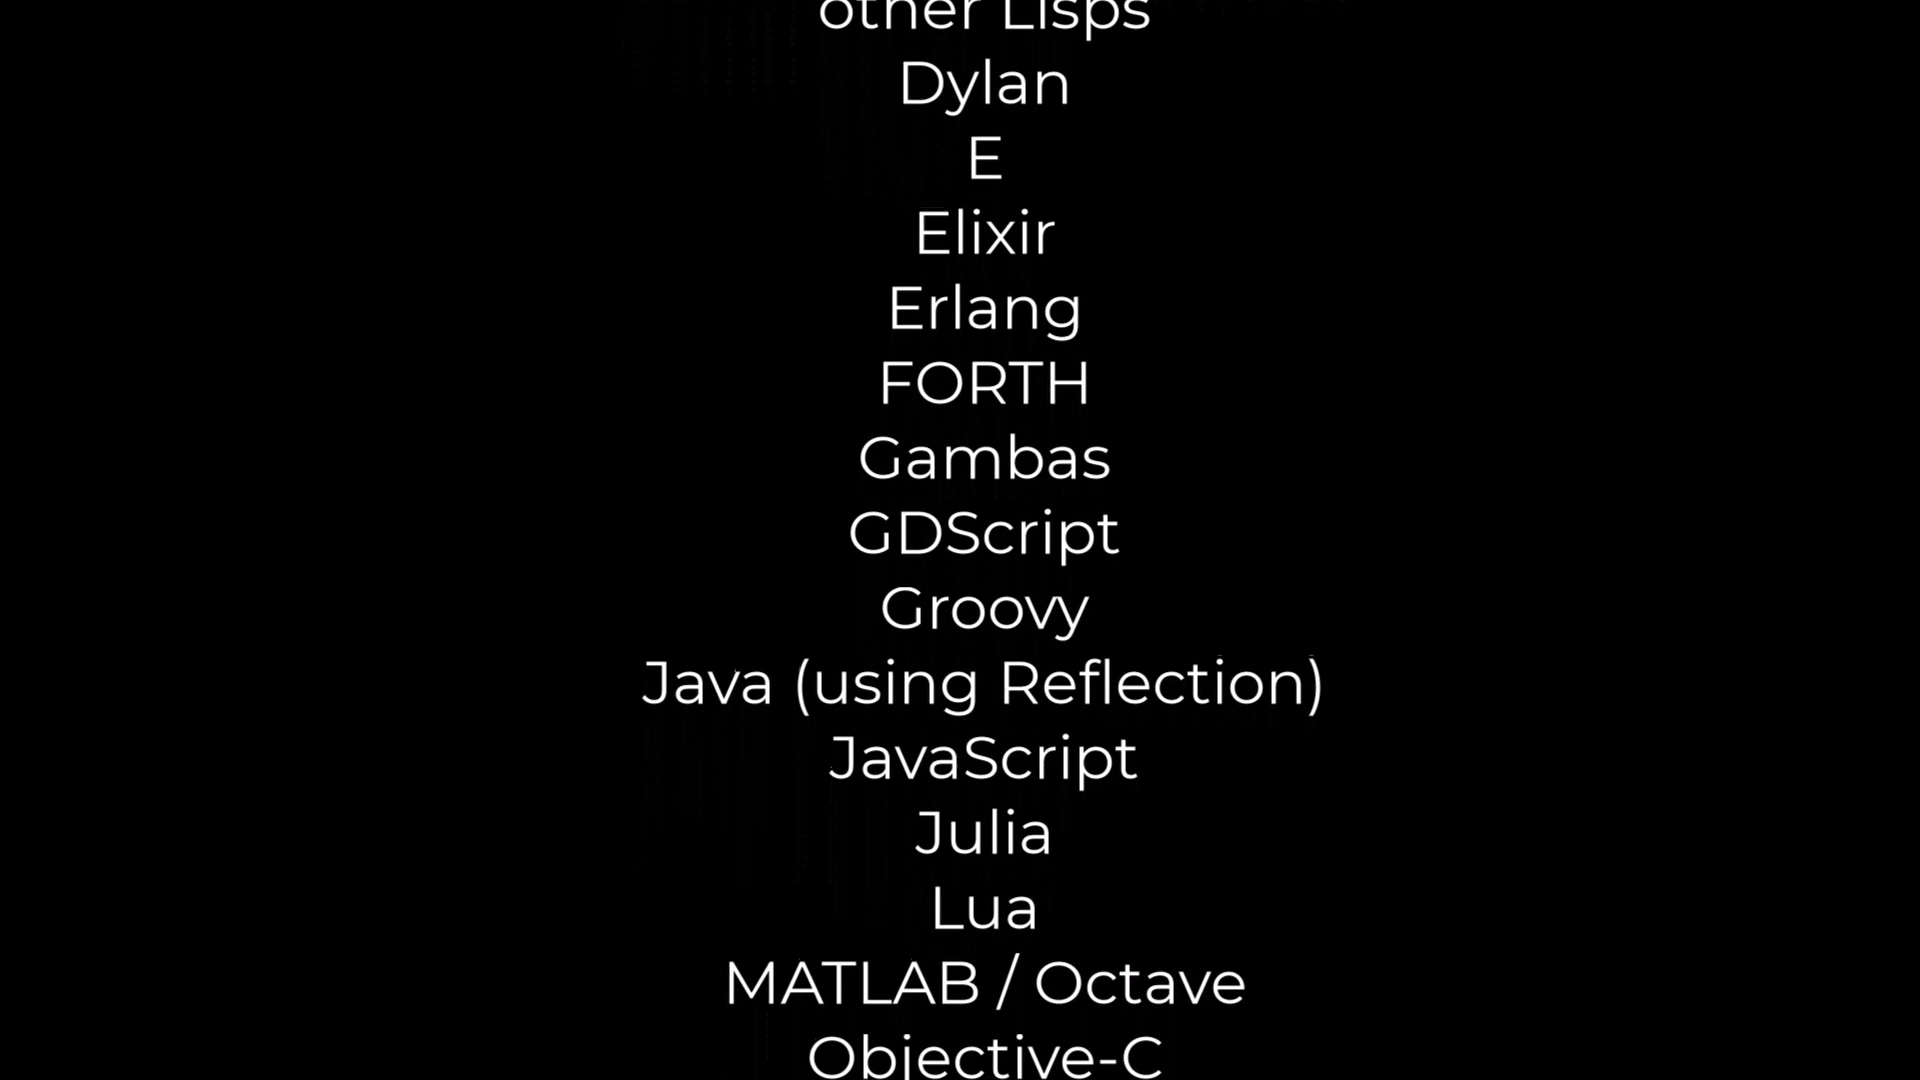 other Lisps
Dylan
E
Elixir
Erlang
FORTH
Gambas
GDScript
Groovy
Java (using Reflection)
JavaScript
Julia
Lua
MATLAB / Octave
Objective-C